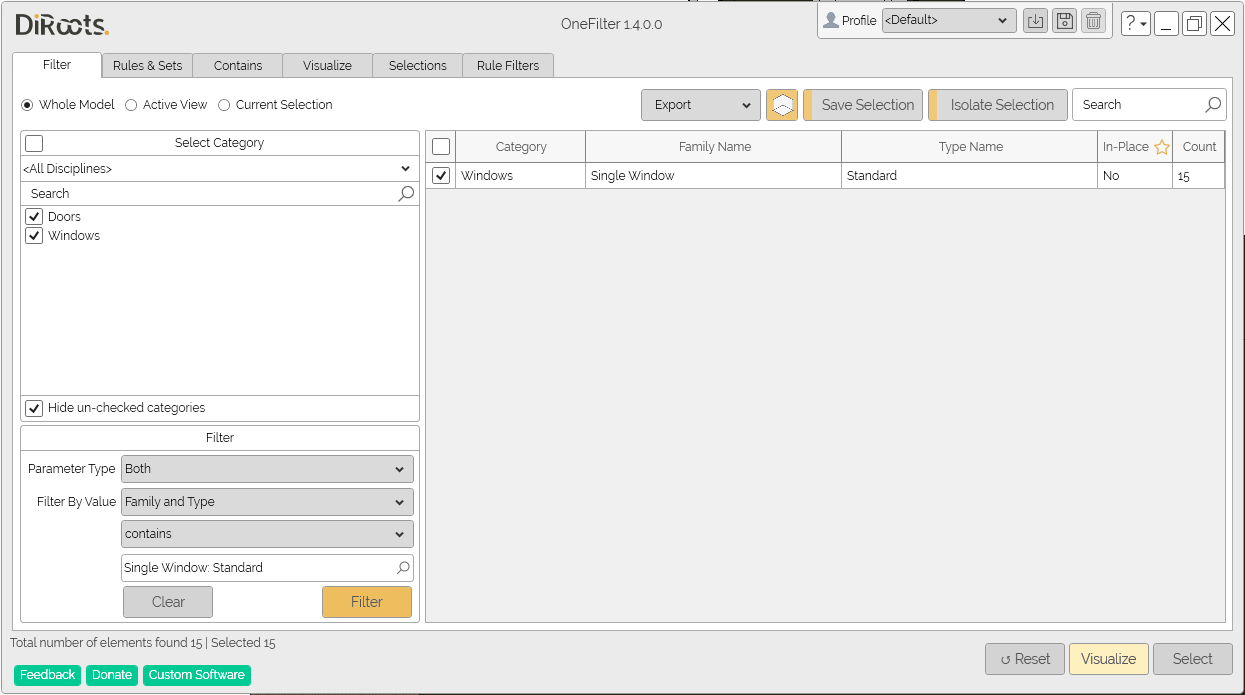 DiRoots.
OneFilter 1.4.0.0
Profile <Default>
?
Filter Rules & Sets Contains Visualize Selections Rule Filters
Whole Model Active View Current Selection
Export Save Selection Isolate Selection Search
Select Category
<All Disciplines>
Search
Doors
Windows
Hide un-checked categories
Category Family Name Type Name In-Place Count
Windows Single Window Standard No 15
Filter
Parameter Type Both
Filter By Value Family and Type
contains
Single Window: Standard
Clear Filter
Total number of elements found 15 | Selected 15
Feedback Donate Custom Software
Reset Visualize Select